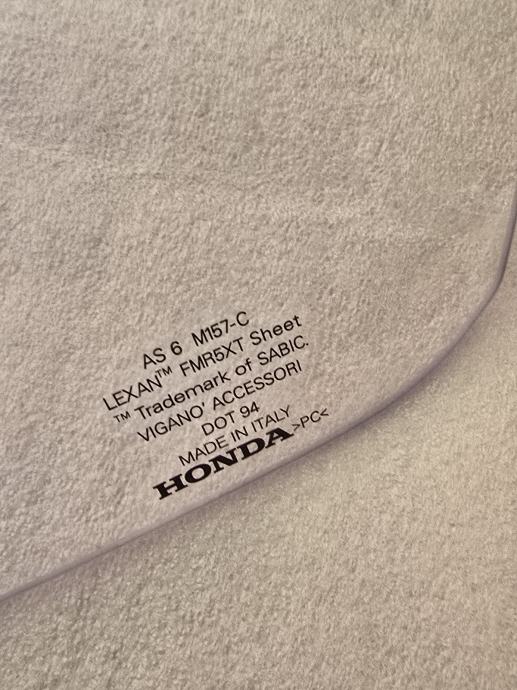 AS 6 M157-C
LEXAN™ FMR5XT Sheet
™ Trademark of SABIC.
VIGANO' ACCESSORI
DOT 94
MADE IN ITALY
HONDA >PC<